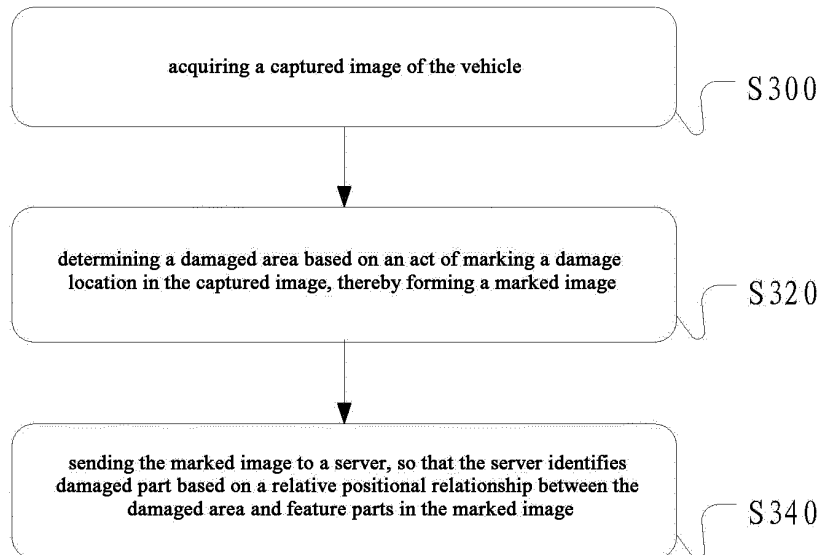 acquiring a captured image of the vehicle
S300
determining a damaged area based on an act of marking a damage
location in the captured image, thereby forming a marked image
S320
sending the marked image to a server, so that the server identifies
damaged part based on a relative positional relationship between the
damaged area and feature parts in the marked image
S340